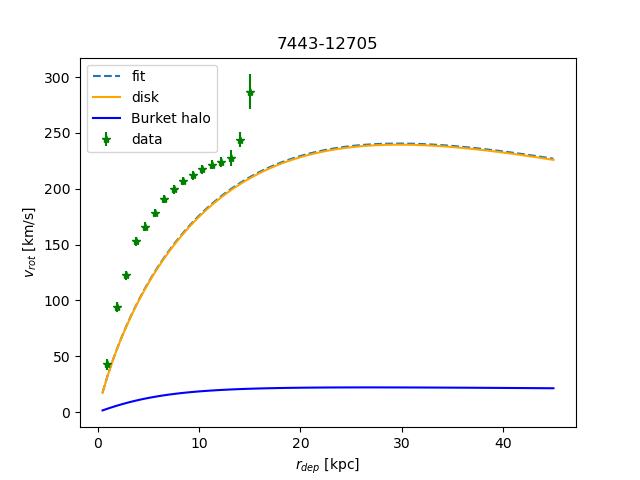 7443-12705
fit
disk
Burket halo
data
300
250
200
150
100
50
0
v_rot [km/s]
0 10 20 30 40
r_dep [kpc]